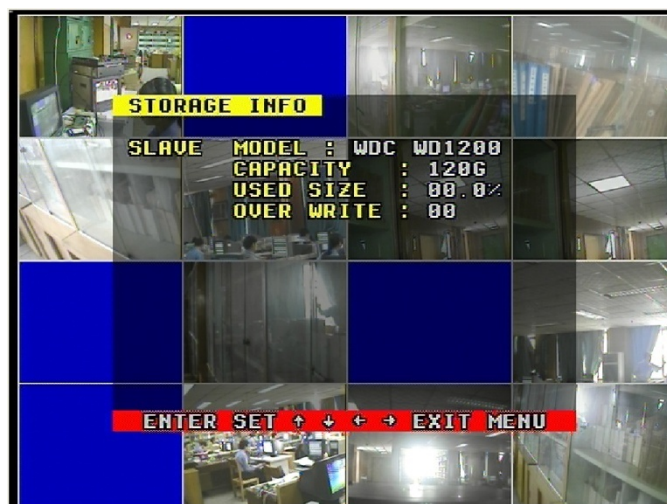 STORAGE INFO
SLAVE MODEL : WDC WD1200
CAPACITY : 120G
USED SIZE : 00.0%
OVER WRITE : 00
ENTER SET ↑ ↓ ← → EXIT MENU